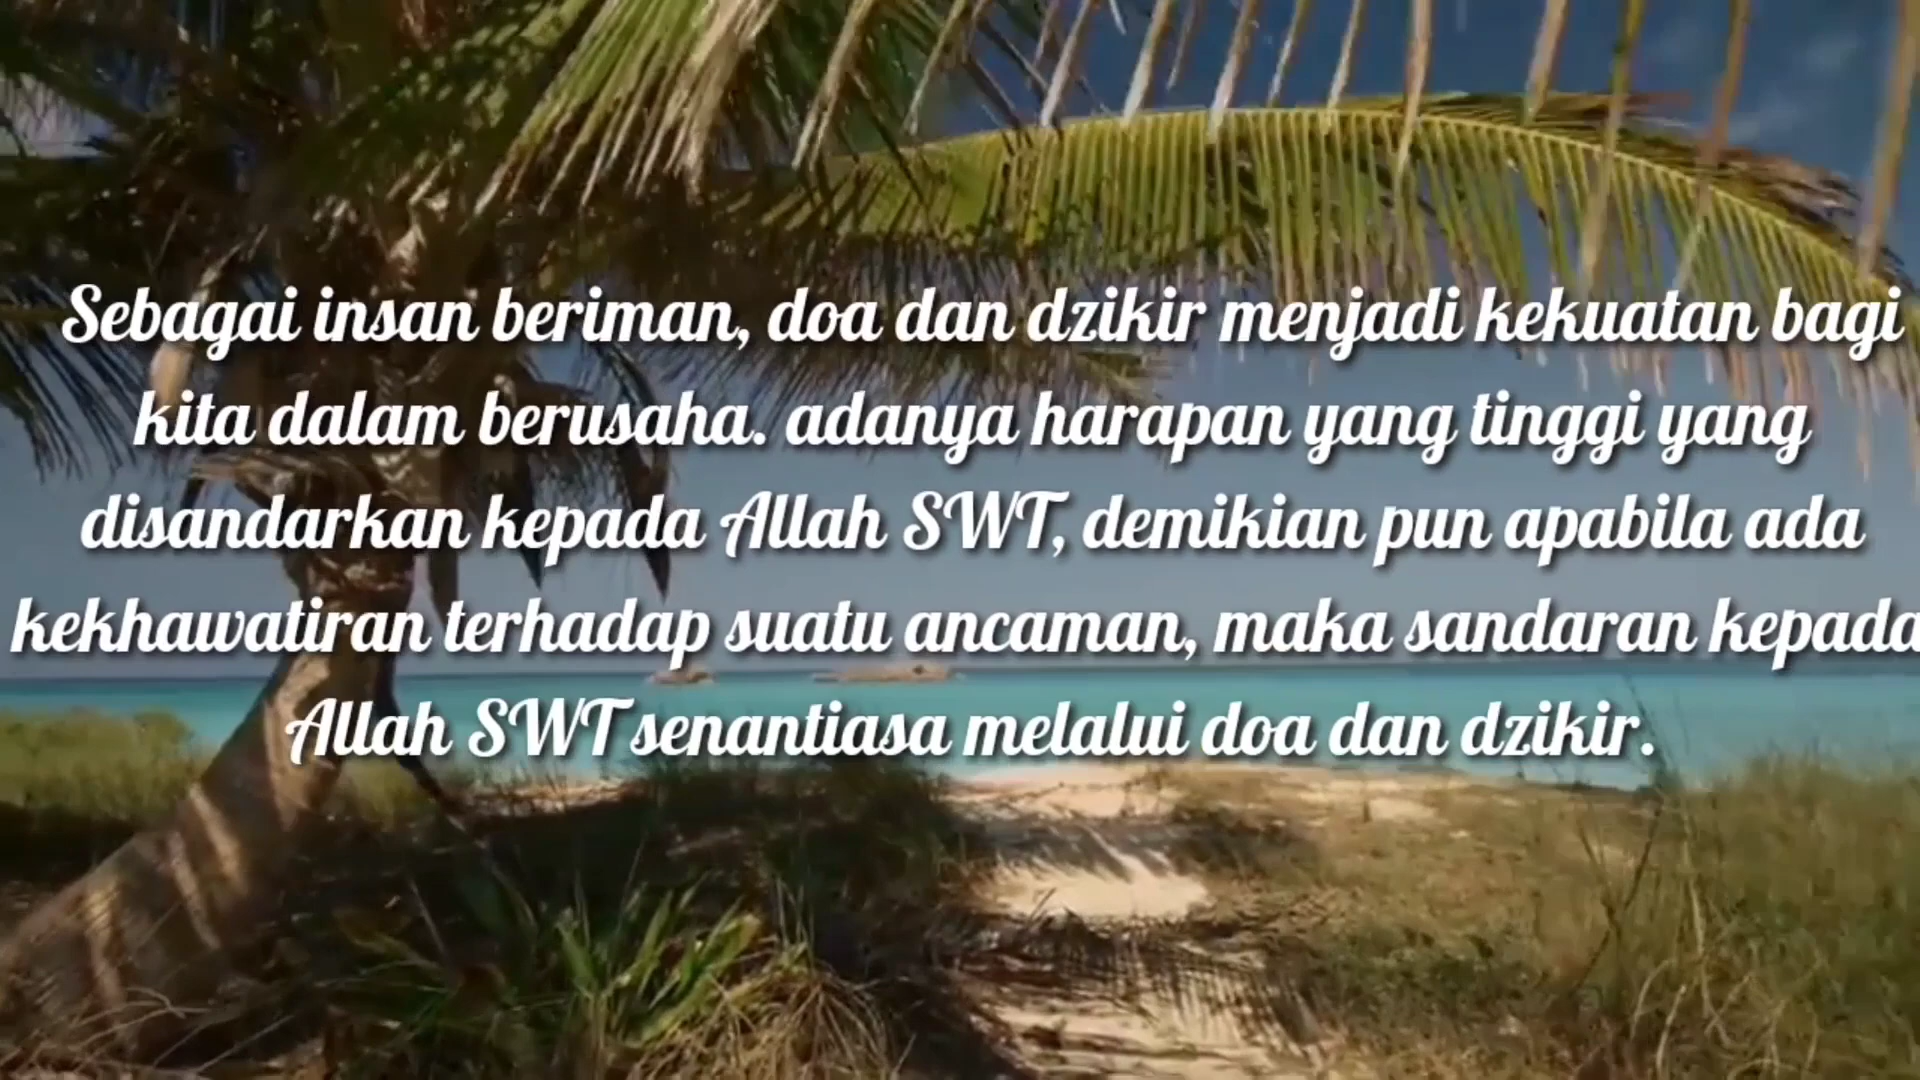 Sebagai insan beriman, doa dan dzikir menjadi kekuatan bagi
kita dalam berusaha. adanya harapan yang tinggi yang
disandarkan kepada Allah SWT, demikian pun apabila ada
kekhawatiran terhadap suatu ancaman, maka sandaran kepada
Allah SWT senantiasa melalui doa dan dzikir.